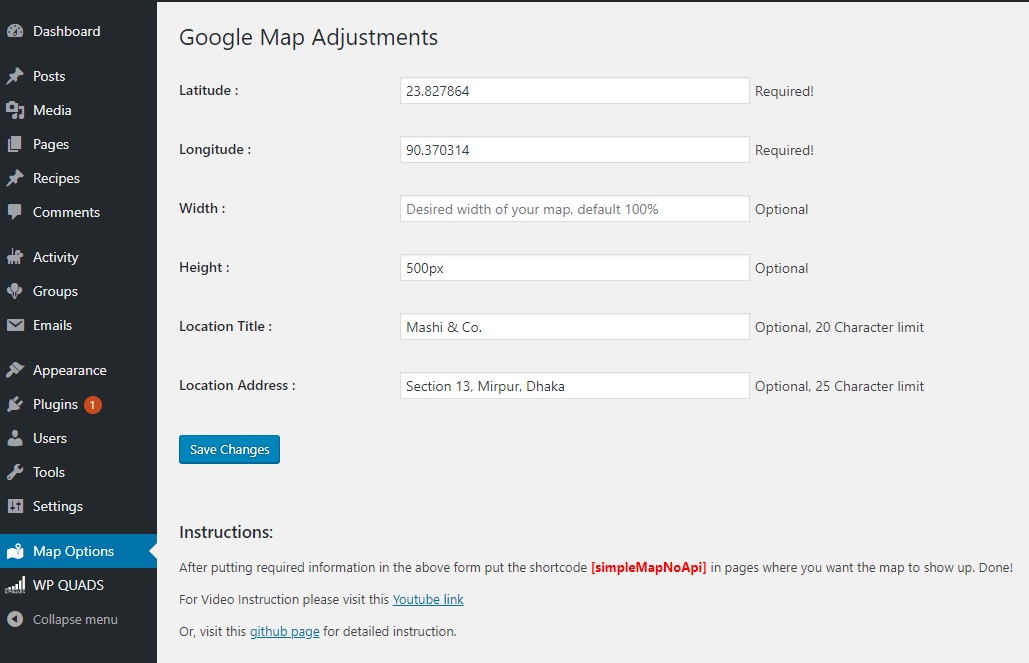 Dashboard
Posts
Media
Pages
Recipes
Comments
Activity
Groups
Emails
Appearance
Plugins 1
Users
Tools
Settings
Map Options
WP QUADS
Collapse menu
Google Map Adjustments
Latitude : 23.827864 Required!
Longitude : 90.370314 Required!
Width : Desired width of your map, default 100% Optional
Height : 500px Optional
Location Title : Mashi & Co. Optional, 20 Character limit
Location Address : Section 13, Mirpur, Dhaka Optional, 25 Character limit
Save Changes
Instructions:
After putting required information in the above form put the shortcode [simpleMapNoApi] in pages where you want the map to show up. Done!
For Video Instruction please visit this Youtube link
Or, visit this github page for detailed instruction.